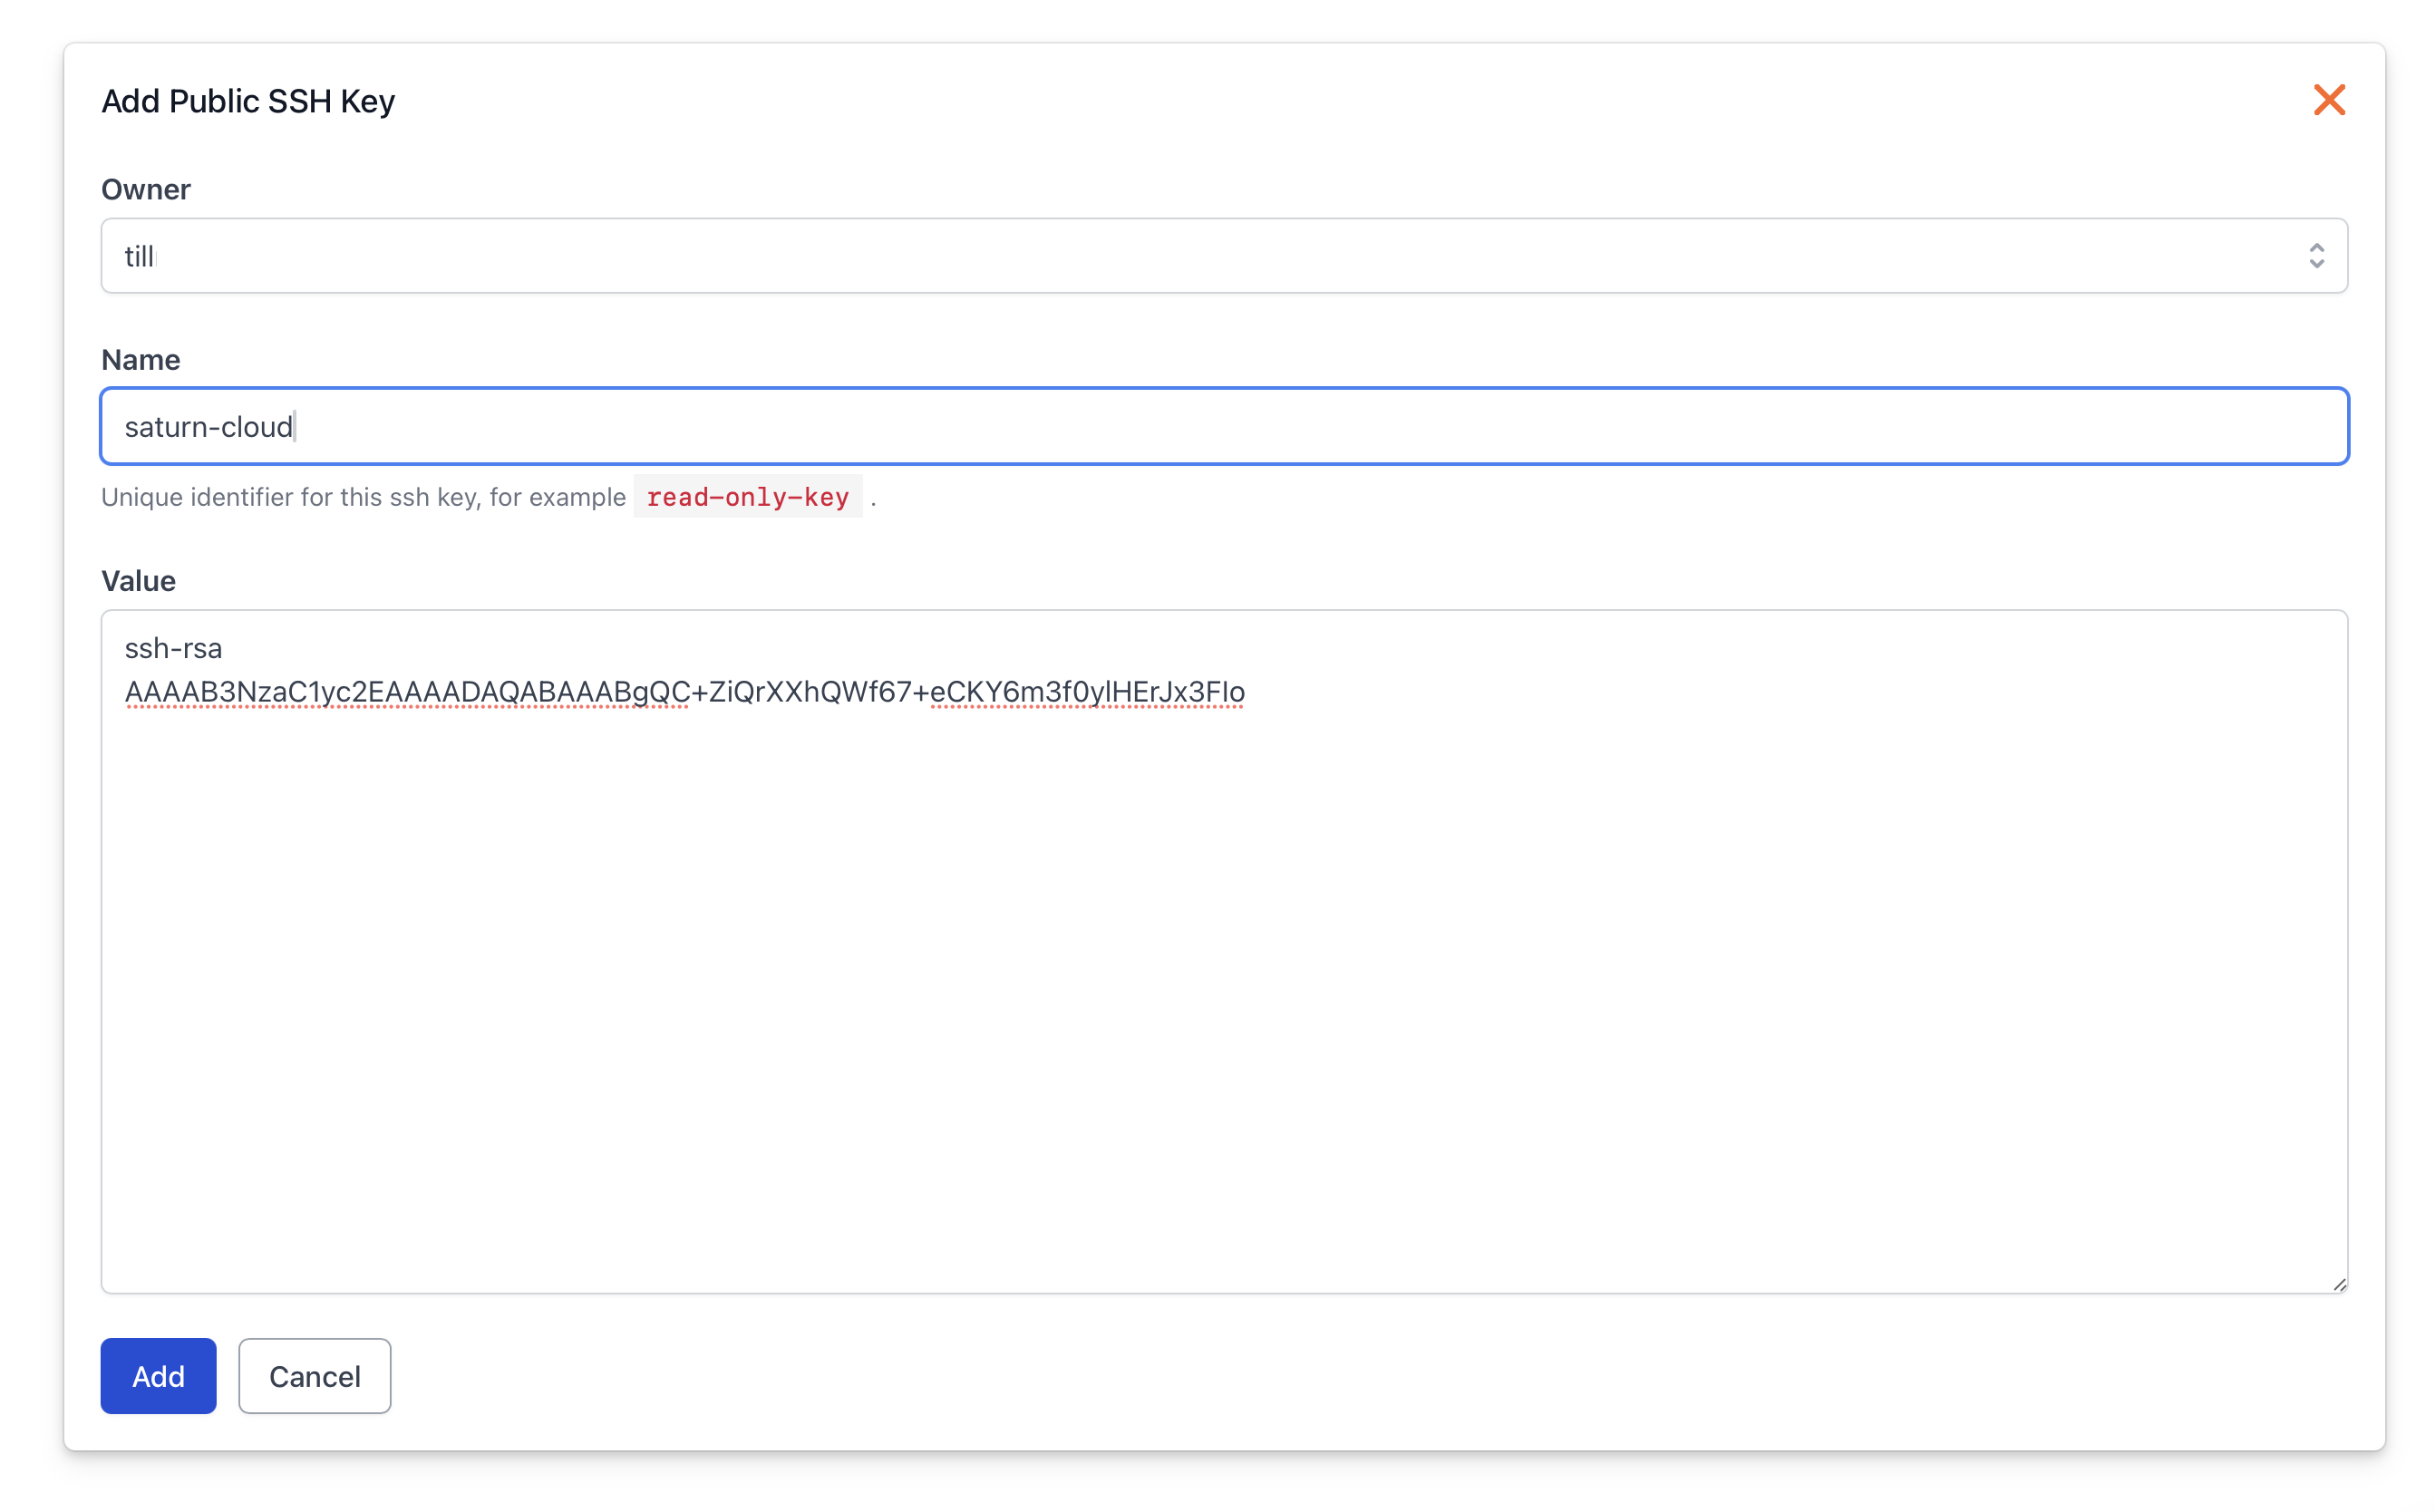 Add Public SSH Key
Owner
till
Name
saturn-cloud
Unique identifier for this ssh key, for example read-only-key .
Value
ssh-rsa
AAAAB3NzaC1yc2EAAAADAQABAAABgQC+ZiQrXXhQWf67+eCKY6m3f0ylHErJx3FIo
Add Cancel